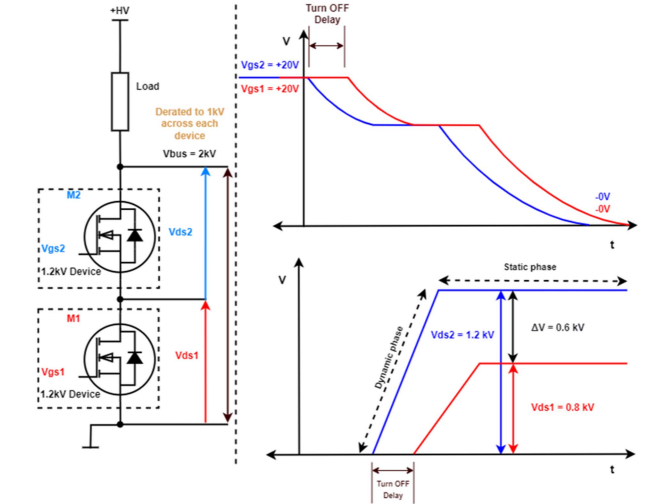 +HV
Load
Derated to 1kV
across each
device
Vbus = 2kV
M2
Vgs2
1.2kV Device
Vds2
M1
Vgs1
1.2kV Device
Vds1
Turn OFF
Delay
V
Vgs2 = +20V
Vgs1 = +20V
-0V
-0V
t
V
Static phase
Dynamic phase
Vds2 = 1.2 kV
ΔV = 0.6 kV
Vds1 = 0.8 kV
t
Turn OFF
Delay